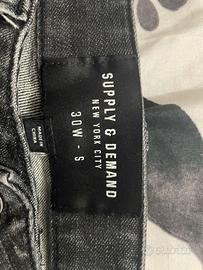 SUPPLY & DEMAND
NEW YORK CITY
30W - S